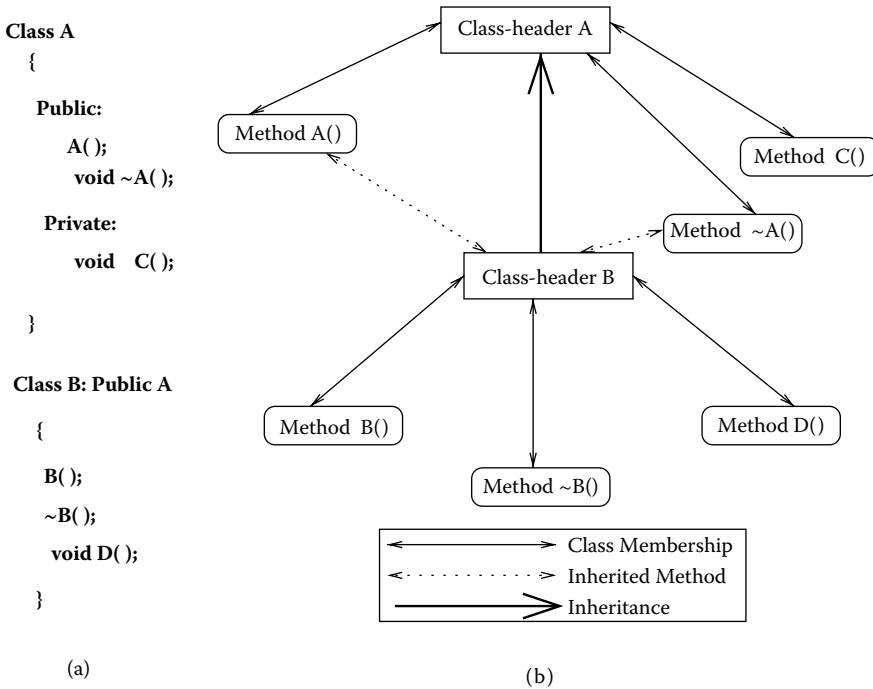 Class A
{
Public:
A( );
void ~A( );
Private:
void C( );
}
Class B: Public A
{
B( );
~B( );
void D( );
}
(a)
Class-header A
Method A()
Method C()
Method ~A()
Class-header B
Method B()
Method D()
Method ~B()
Class Membership
Inherited Method
Inheritance
(b)